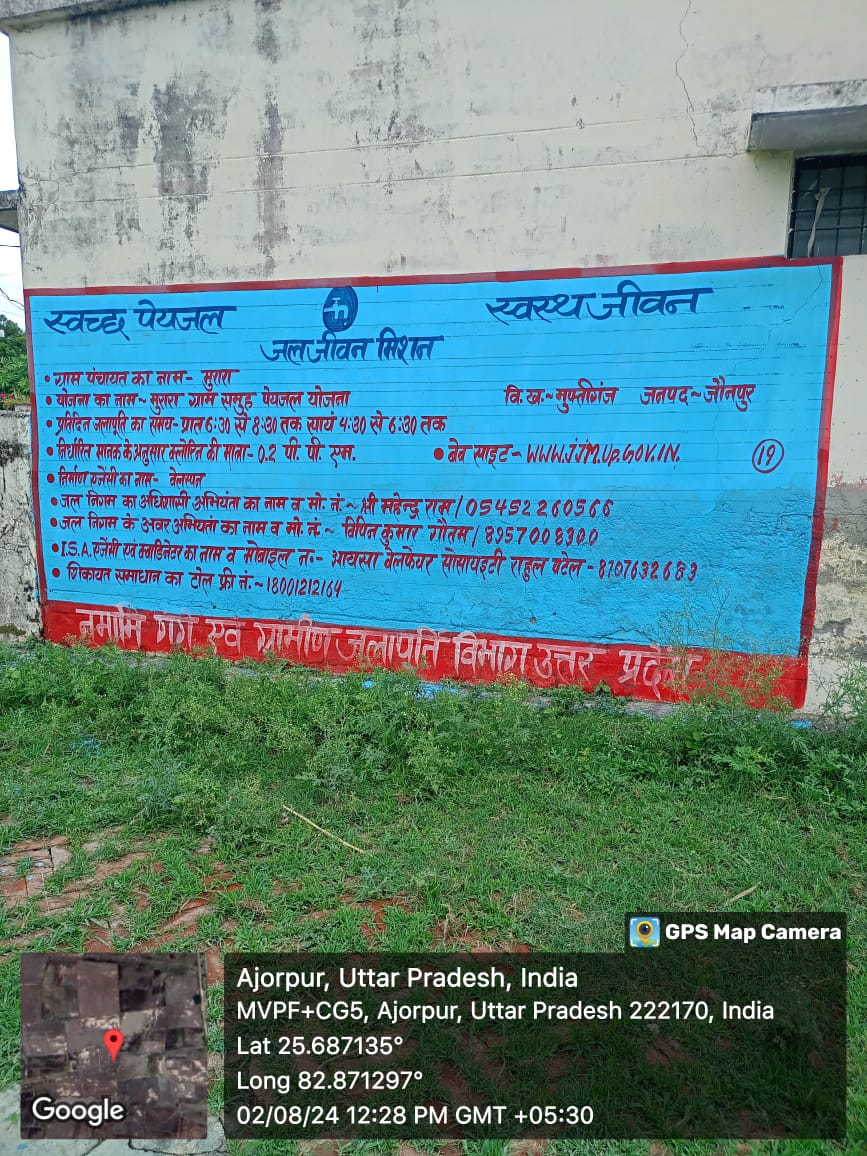 स्वच्छ पेयजल स्वस्थ जीवन
जल जीवन मिशन
• ग्राम पंचायत का नाम- मुरारा
• योजना का नाम~ मुरारा ग्राम समूह पेयजल योजना वि.ख.~मुफ्तीगंज जनपद~जौनपुर
• प्रतिदिन जलापूर्ति का समय- प्रातः 6:30 से 8:30 तक सायं 4:30 से 6:30 तक
• निर्धारित मानक के अनुसार क्लोरिन की मात्रा- 0.2 पी. पी. एम. • बेव साइट- WWW.JJM.UP.GOV.IN. 19
• निर्माण एजेंसी का नाम- वेलस्पन
• जल निगम का अधिशासी अभियंता का नाम व मो. नं.~ श्री महेन्द्र राम/05452260566
• जल निगम के अवर अभियंता का नाम व मो. नं.~ विपिन कुमार गौतम/8957008300
• I.S.A. एजेंसी एवं क्वाडिनेटर का नाम व मोबाइल न.- आयसा वेलफेयर सोसायइटी राहुल पटेल-8707632683
• शिकायत समाधान का टोल फ्री नं.~18001212164
नमामि गंगे एवं ग्रामीण जलापूर्ति विभाग उत्तर प्रदेश
GPS Map Camera
Ajorpur, Uttar Pradesh, India
MVPF+CG5, Ajorpur, Uttar Pradesh 222170, India
Lat 25.687135°
Long 82.871297°
02/08/24 12:28 PM GMT +05:30
Google